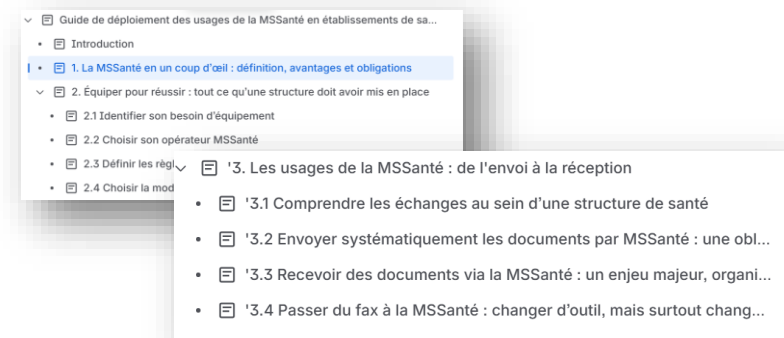 Guide de déploiement des usages de la MSSanté en établissements de sa...
Introduction
1. La MSSanté en un coup d'œil : définition, avantages et obligations
2. Équiper pour réussir : tout ce qu'une structure doit avoir mis en place
2.1 Identifier son besoin d'équipement
2.2 Choisir son opérateur MSSanté
2.3 Définir les
2.4 Choisir la
'3. Les usages de la MSSanté : de l'envoi à la réception
'3.1 Comprendre les échanges au sein d'une structure de santé
'3.2 Envoyer systématiquement les documents par MSSanté : une obl...
'3.3 Recevoir des documents via la MSSanté : un enjeu majeur, organi...
'3.4 Passer du fax à la MSSanté : changer d'outil, mais surtout chang...